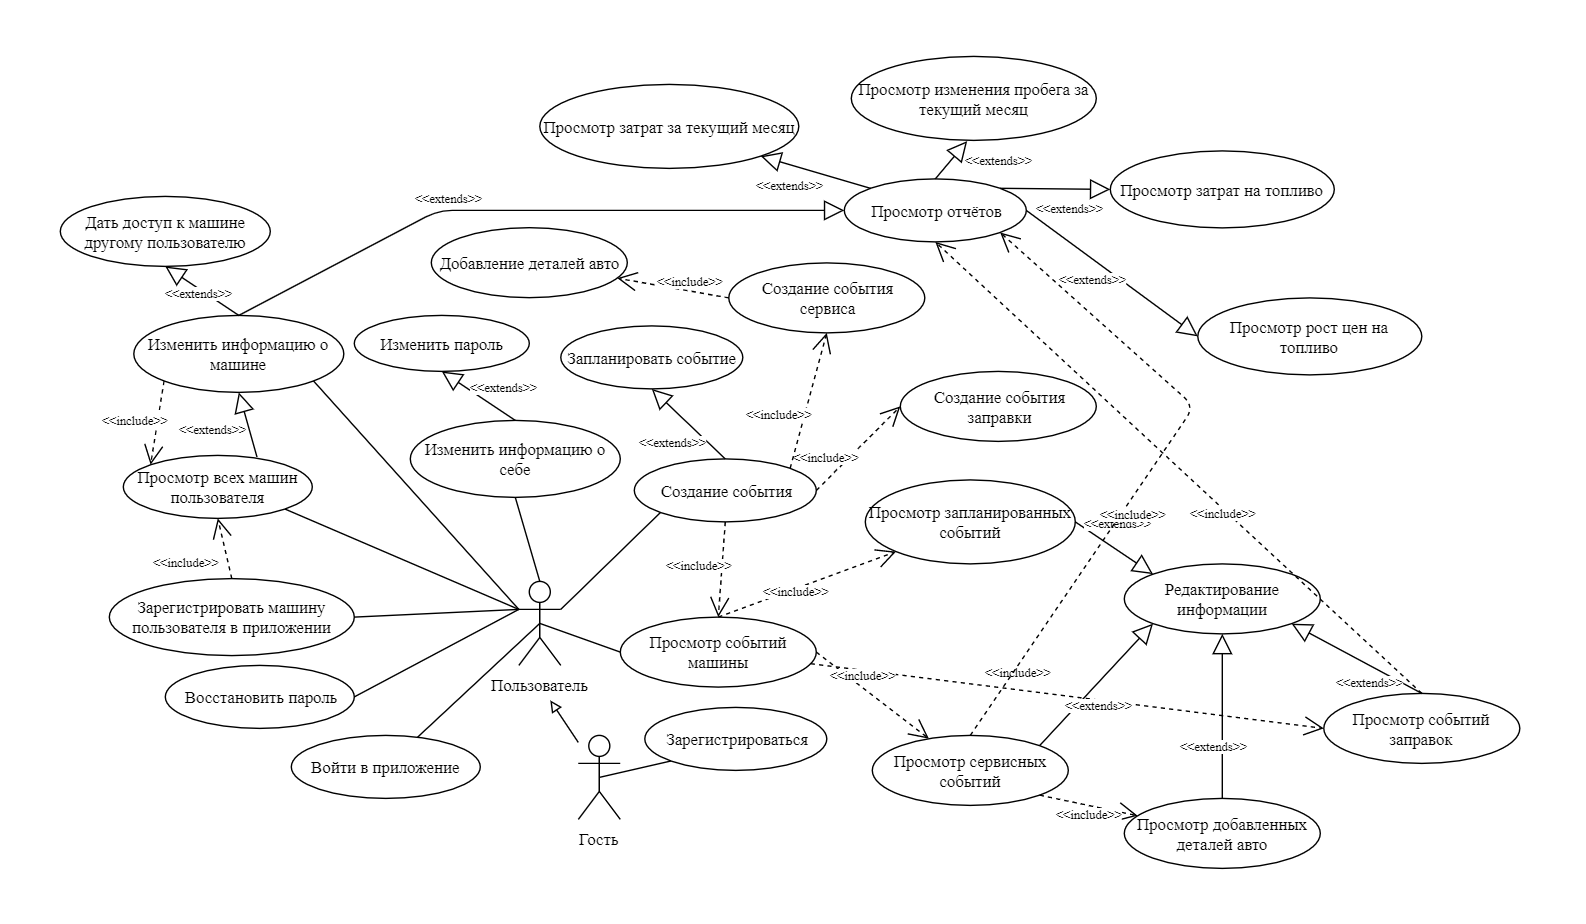 Просмотр изменения пробега за
текущий месяц
Просмотр затрат за текущий месяц
<<extends>>
<<extends>>
Просмотр затрат на топливо
<<extends>>
Просмотр отчётов
<<extends>>
Дать доступ к машине
другому пользователю
<<extends>>
Добавление деталей авто
<<include>>
Создание события
сервиса
<<extends>>
Просмотр рост цен на
топливо
Изменить информацию о
машине
Изменить пароль
Запланировать событие
<<extends>>
Создание события
заправки
<<include>>
<<extends>>
<<include>>
<<extends>>
<<include>>
Изменить информацию о
себе
Просмотр всех машин
пользователя
Создание события
Просмотр запланированных
событий
<<include>>
<<extends>>
<<include>>
<<include>>
<<include>>
<<include>>
Редактирование
информации
Зарегистрировать машину
пользователя в приложении
Просмотр событий
машины
<<include>>
<<include>>
<<extends>>
Пользователь
Восстановить пароль
<<extends>>
Просмотр событий
заправок
Зарегистрироваться
<<extends>>
Войти в приложение
Просмотр сервисных
событий
<<include>>
Просмотр добавленных
деталей авто
Гость